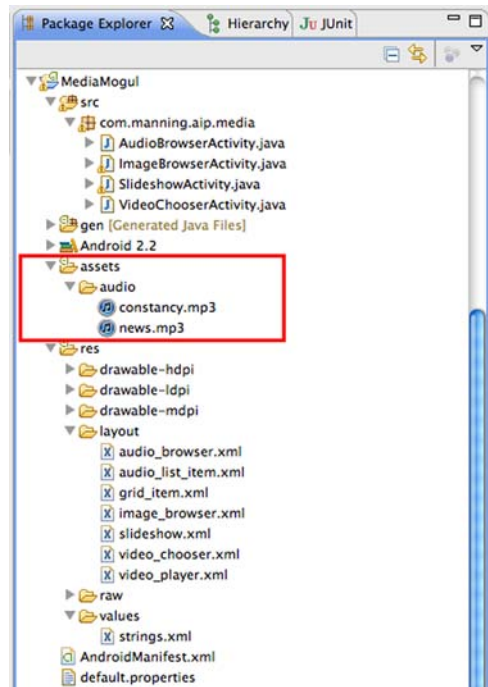 Package Explorer Hierarchy Ju JUnit
MediaMogul
src
com.manning.aip.media
AudioBrowserActivity.java
ImageBrowserActivity.java
SlideshowActivity.java
VideoChooserActivity.java
gen [Generated Java Files]
Android 2.2
assets
audio
constancy.mp3
news.mp3
res
drawable-hdpi
drawable-ldpi
drawable-mdpi
layout
audio_browser.xml
audio_list_item.xml
grid_item.xml
image_browser.xml
slideshow.xml
video_chooser.xml
video_player.xml
raw
values
strings.xml
AndroidManifest.xml
default.properties